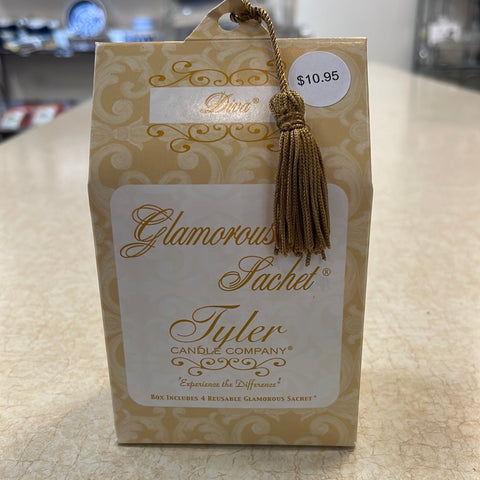 $10.95
Diva®
Glamorous
Sachet®
Tyler
CANDLE COMPANY®
"Experience the Difference"®
BOX INCLUDES 4 REUSABLE GLAMOROUS SACHET®